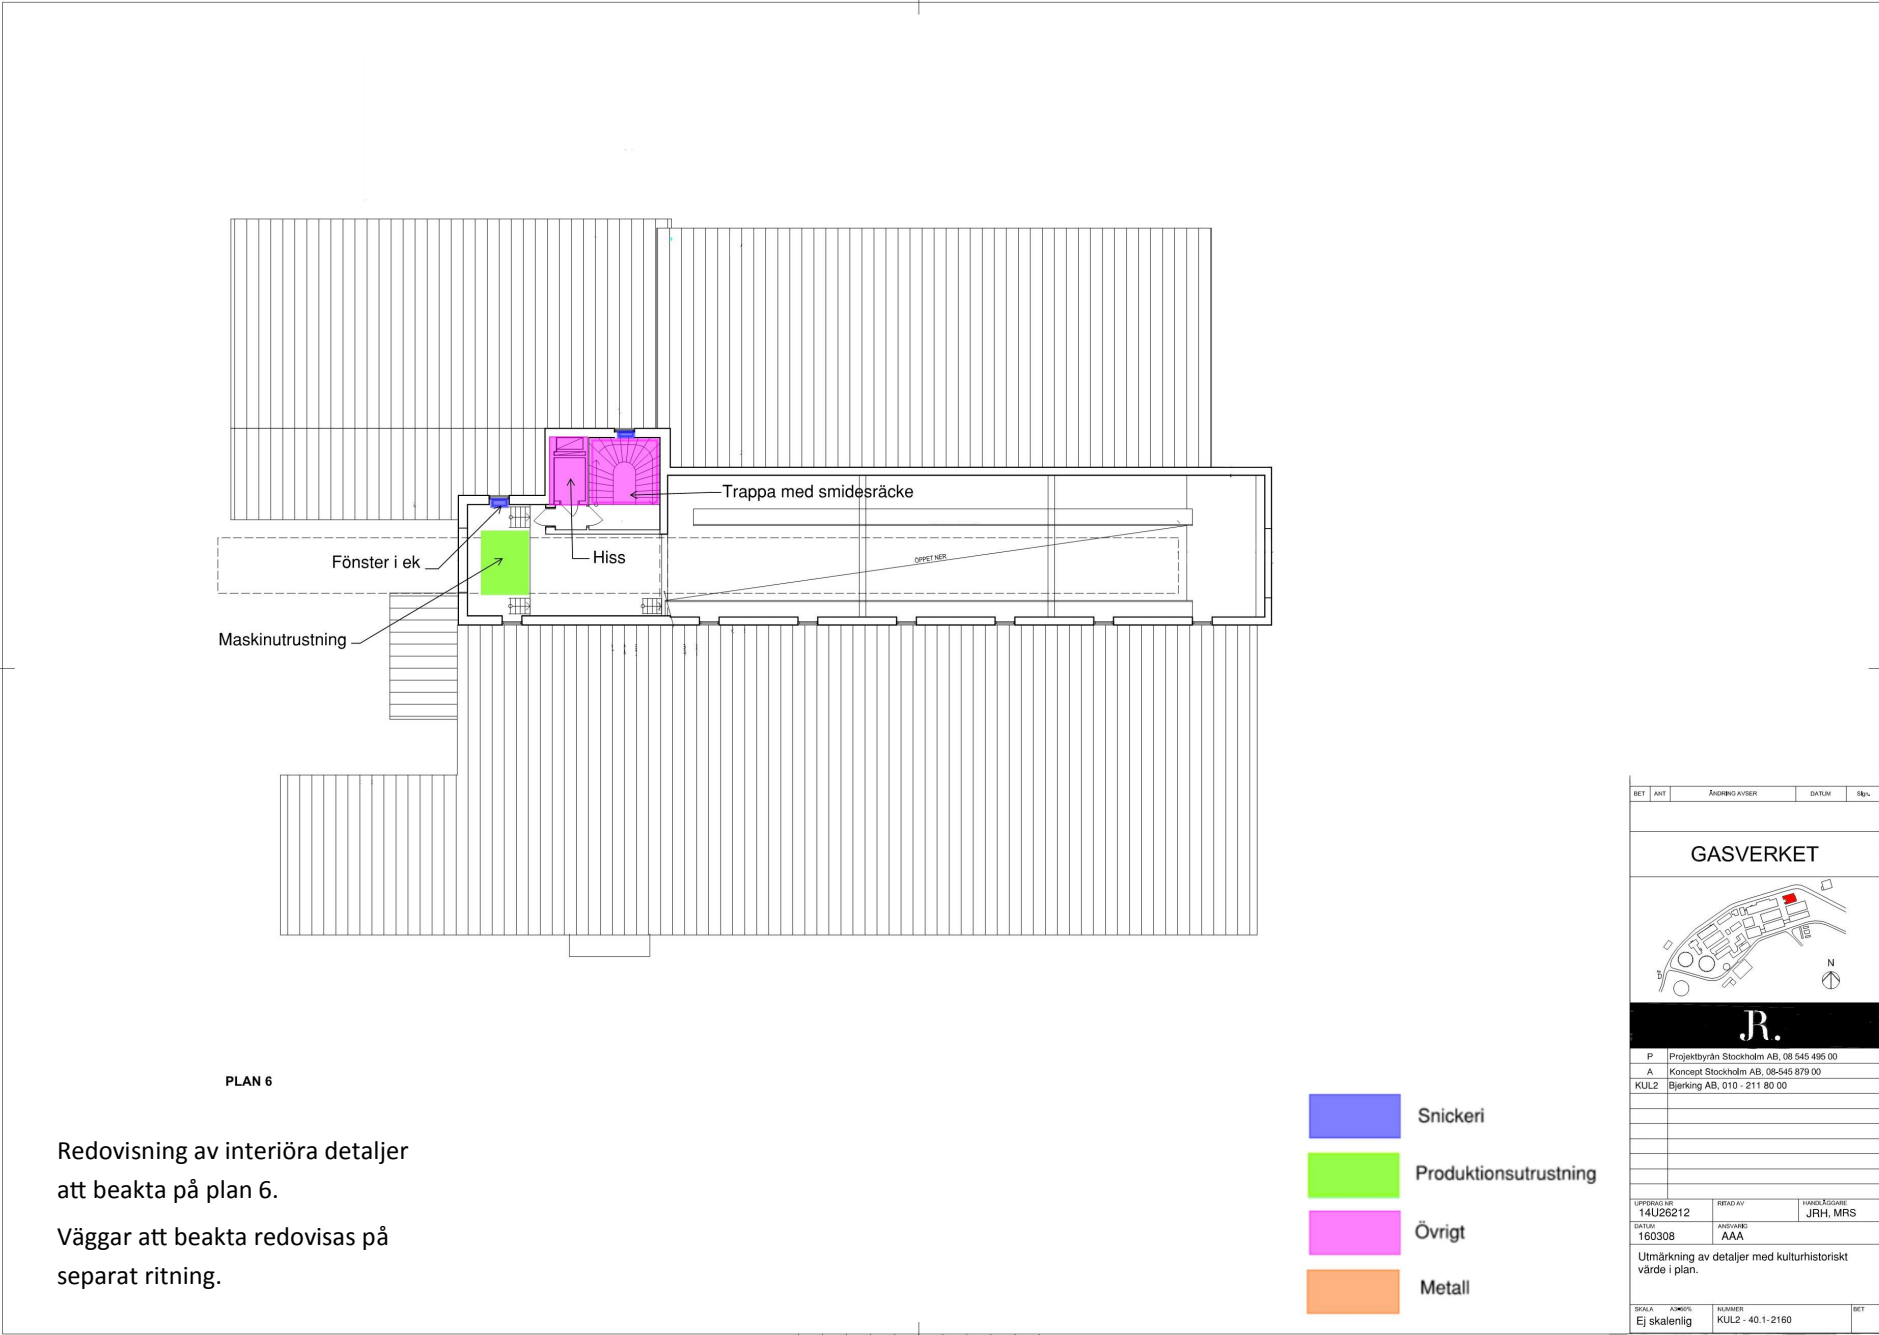 Trappa med smidesräcke
Fönster i ek
Hiss
ÖPPET NER
Maskinutrustning
PLAN 6
Redovisning av interiöra detaljer
att beakta på plan 6.
Väggar att beakta redovisas på
separat ritning.
Snickeri
Produktionsutrustning
Övrigt
Metall
BET ANT ÄNDRING AVSER DATUM Sign.
GASVERKET
N
JR.
P Projektbyrån Stockholm AB, 08 545 495 00
A Koncept Stockholm AB, 08-545 879 00
KUL2 Bjerking AB, 010 - 211 80 00
UPPDRAG NR RITAD AV HANDLÄGGARE
14U26212 JRH, MRS
DATUM ANSVARIG
160308 AAA
Utmärkning av detaljer med kulturhistoriskt
värde i plan.
SKALA A3=50% NUMMER BET
Ej skalenlig KUL2 - 40.1-2160